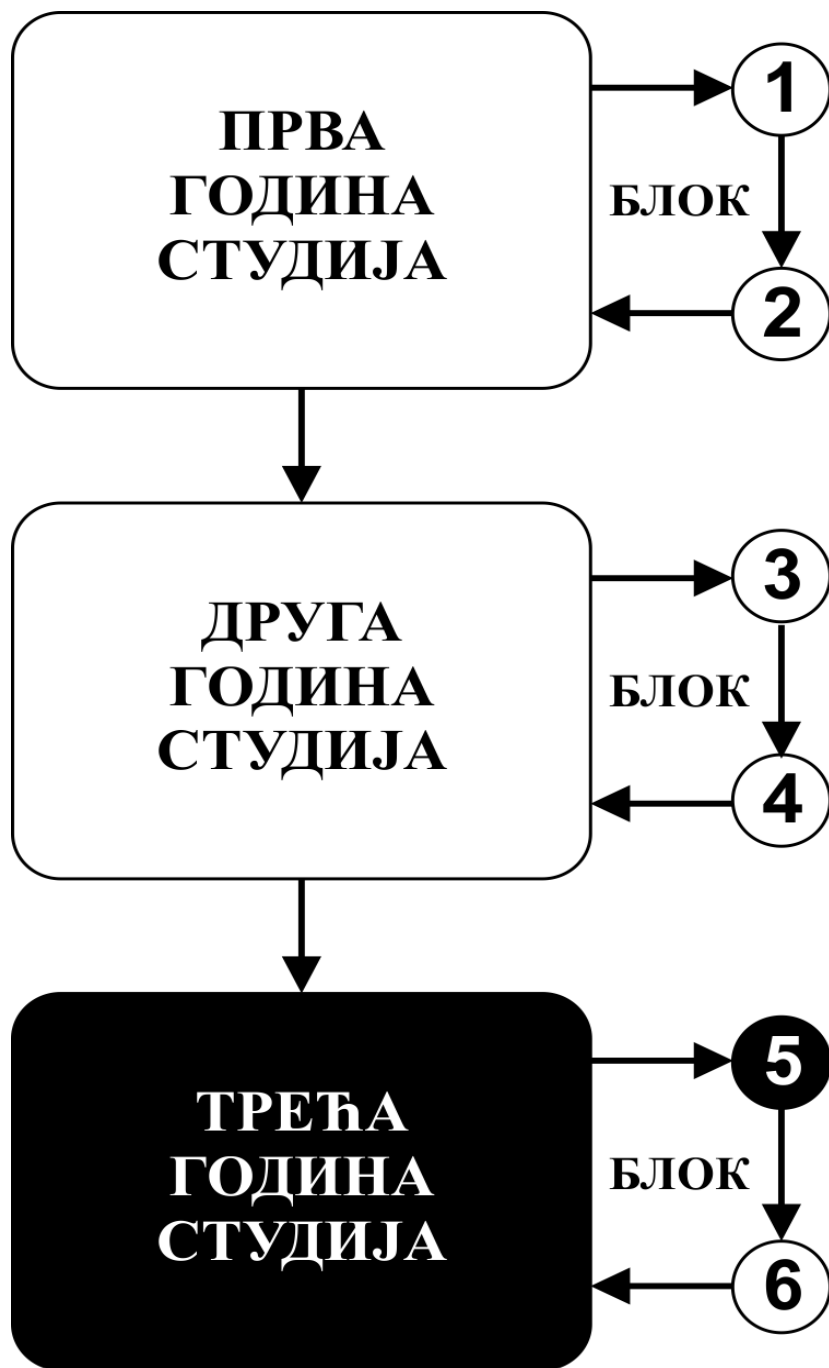 ПРВА
ГОДИНА
СТУДИЈА
1
БЛОК
2
ДРУГА
ГОДИНА
СТУДИЈА
3
БЛОК
4
ТРЕЋА
ГОДИНА
СТУДИЈА
5
БЛОК
6